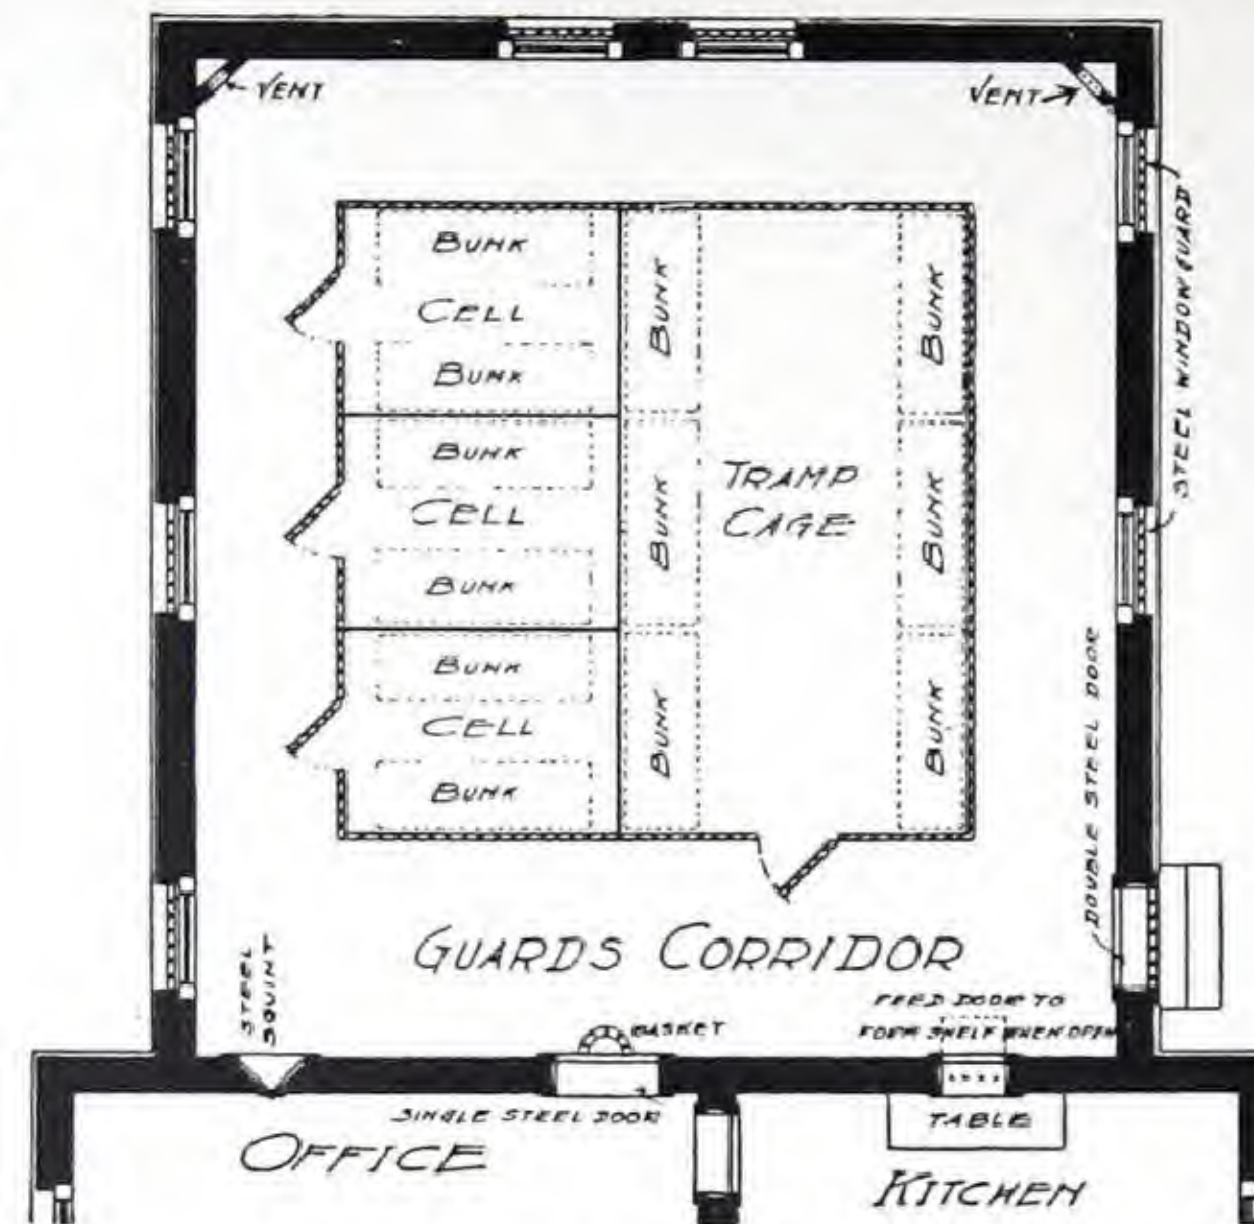 VENT
VENT
STEEL WINDOW GUARD
BUNK
CELL
BUNK
BUNK
CELL
BUNK
BUNK
CELL
BUNK
BUNK
BUNK
BUNK
TRAMP
CAGE
BUNK
BUNK
BUNK
DOUBLE STEEL DOOR
GUARDS CORRIDOR
STEEL
SQUINT
BASKET
FEED DOOR TO
FORM SHELF WHEN OPEN
SINGLE STEEL DOOR
TABLE
OFFICE
KITCHEN